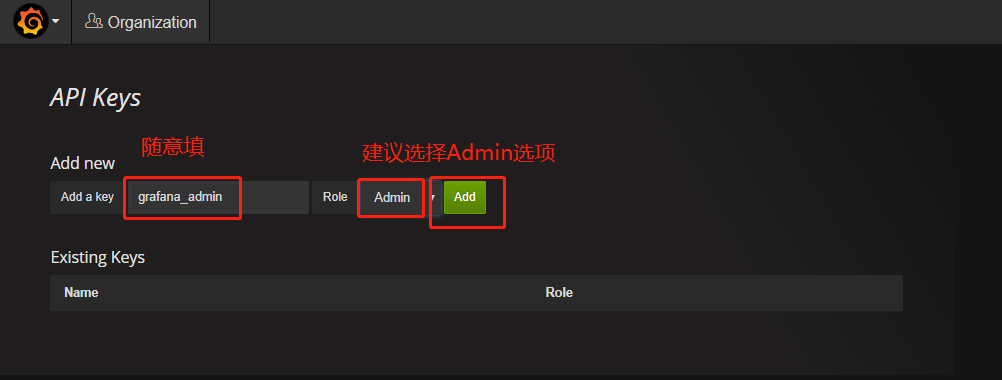 Organization
API Keys
随意填
建议选择Admin选项
Add new
Add a key grafana_admin Role Admin Add
Existing Keys
Name Role